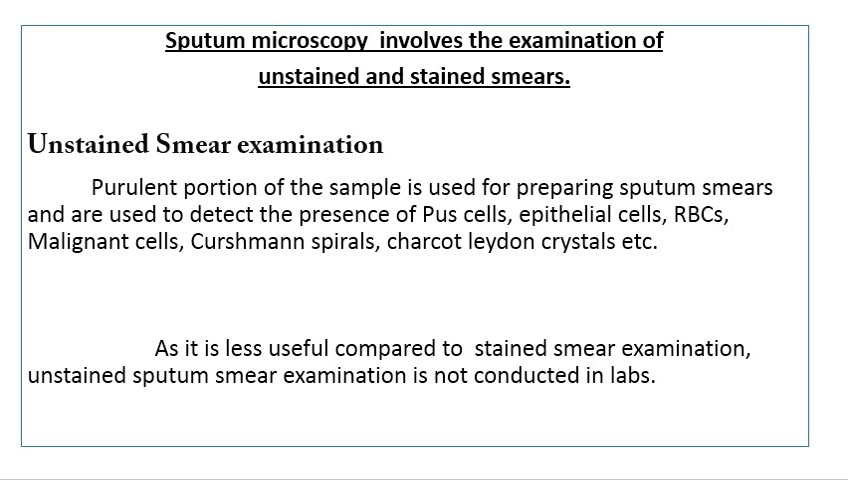 Sputum microscopy involves the examination of
unstained and stained smears.
Unstained Smear examination
Purulent portion of the sample is used for preparing sputum smears
and are used to detect the presence of Pus cells, epithelial cells, RBCs,
Malignant cells, Curshmann spirals, charcot leydon crystals etc.
As it is less useful compared to stained smear examination,
unstained sputum smear examination is not conducted in labs.